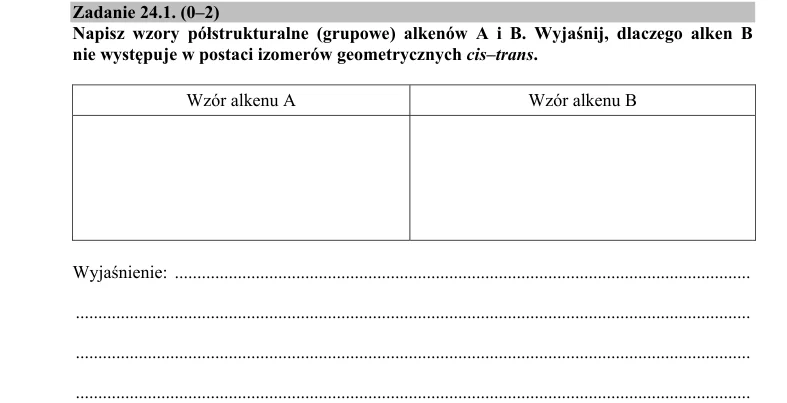 Zadanie 24.1. (0–2)
Napisz wzory półstrukturalne (grupowe) alkenów A i B. Wyjaśnij, dlaczego alken B
nie występuje w postaci izomerów geometrycznych cis–trans.
Wzór alkenu A
Wzór alkenu B
Wyjaśnienie: ................................................................................................................................
......................................................................................................................................................
......................................................................................................................................................
......................................................................................................................................................